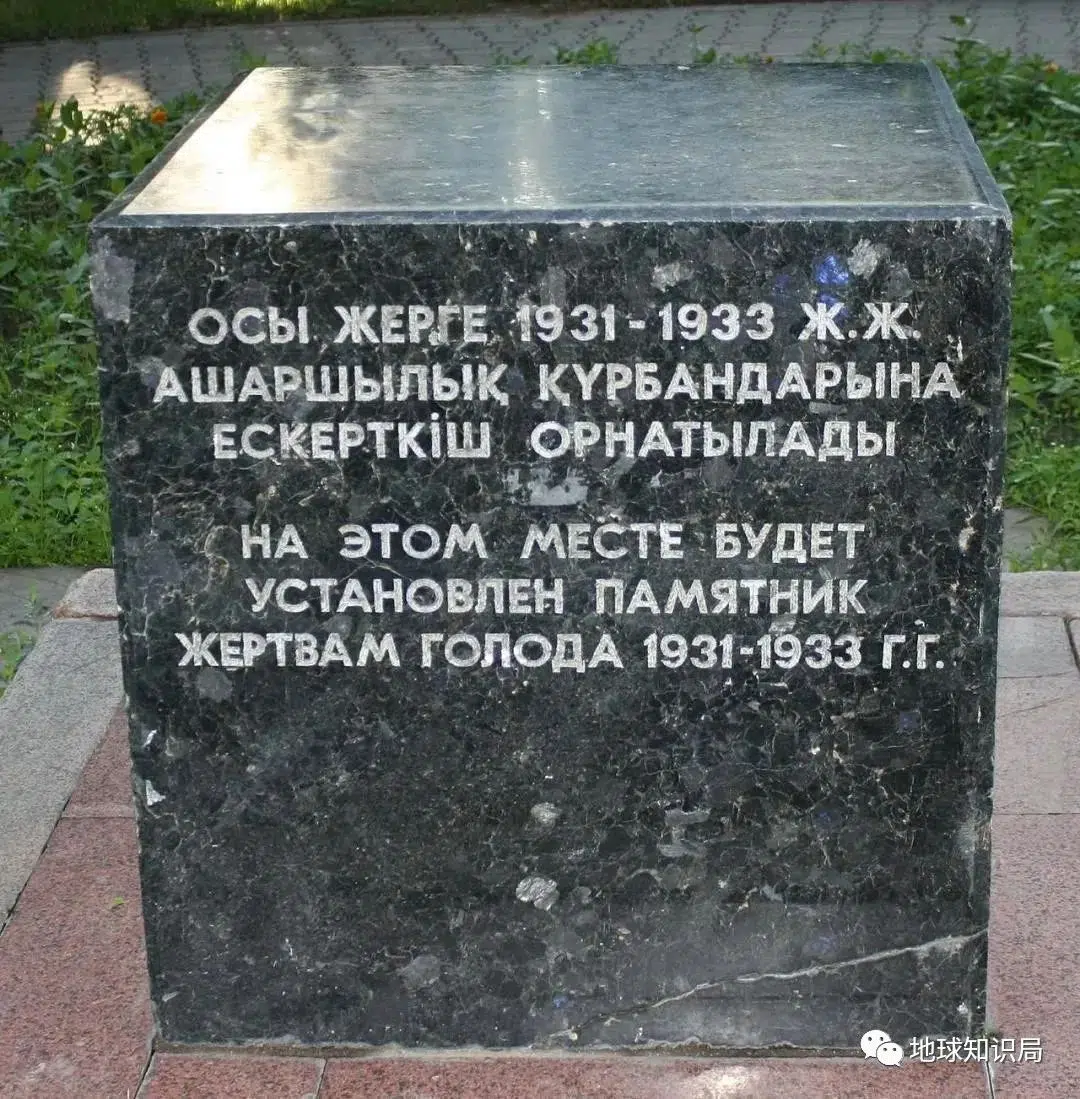 ОСЫ ЖЕРГЕ 1931-1933 Ж.Ж.
АШАРШЫЛЫҚ ҚҮРБАНДАРЫНА
ЕСКЕРТКІШ ОРНАТЫЛАДЫ
НА ЭТОМ МЕСТЕ БУДЕТ
УСТАНОВЛЕН ПАМЯТНИК
ЖЕРТВАМ ГОЛОДА 1931-1933 Г.Г.
地球知识局